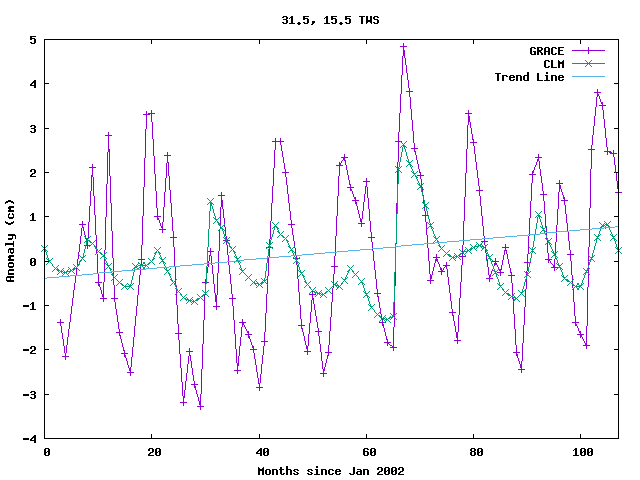 31.5, 15.5 TWS
GRACE
CLM
Trend Line
5
4
3
2
1
0
-1
-2
-3
-4
Anomaly (cm)
0 20 40 60 80 100
Months since Jan 2002